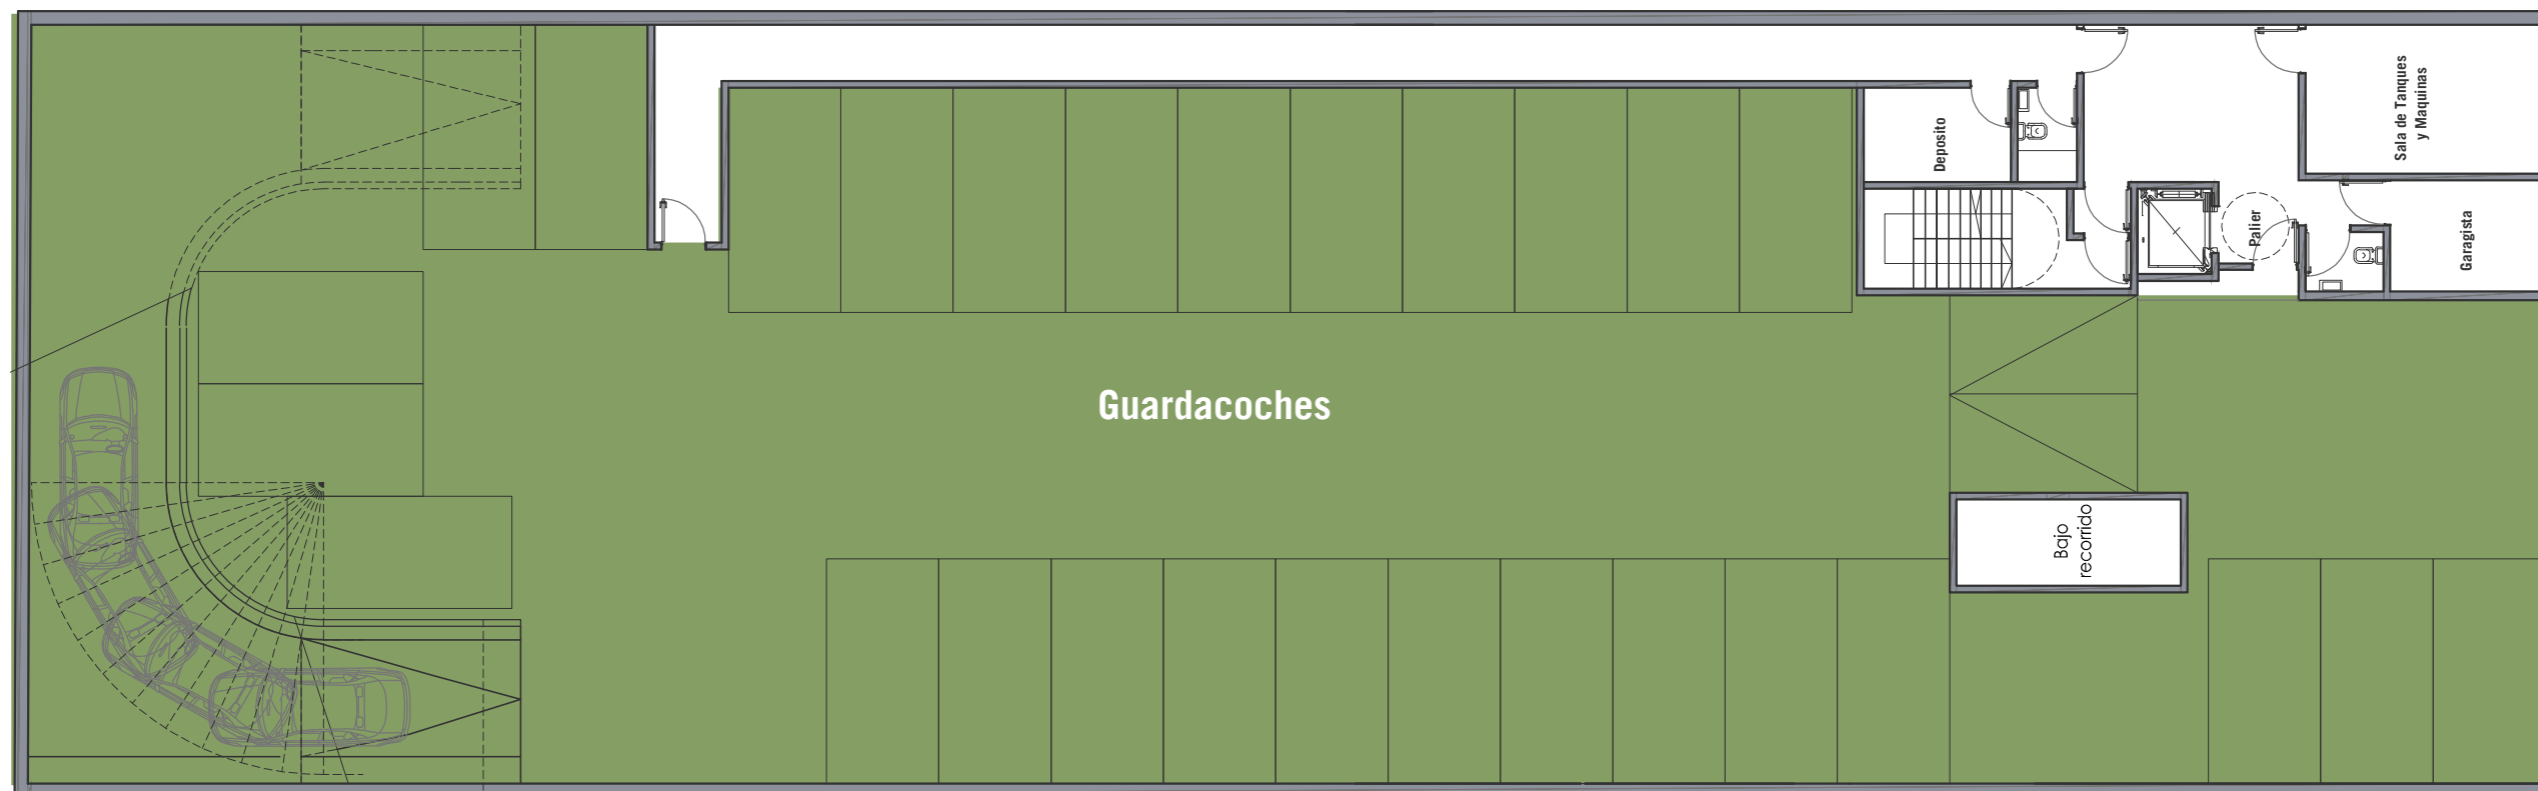 Sala de Tanques
y Maquinas
Deposito
Palier
Garagista
Guardacoches
Bajo
recorrido